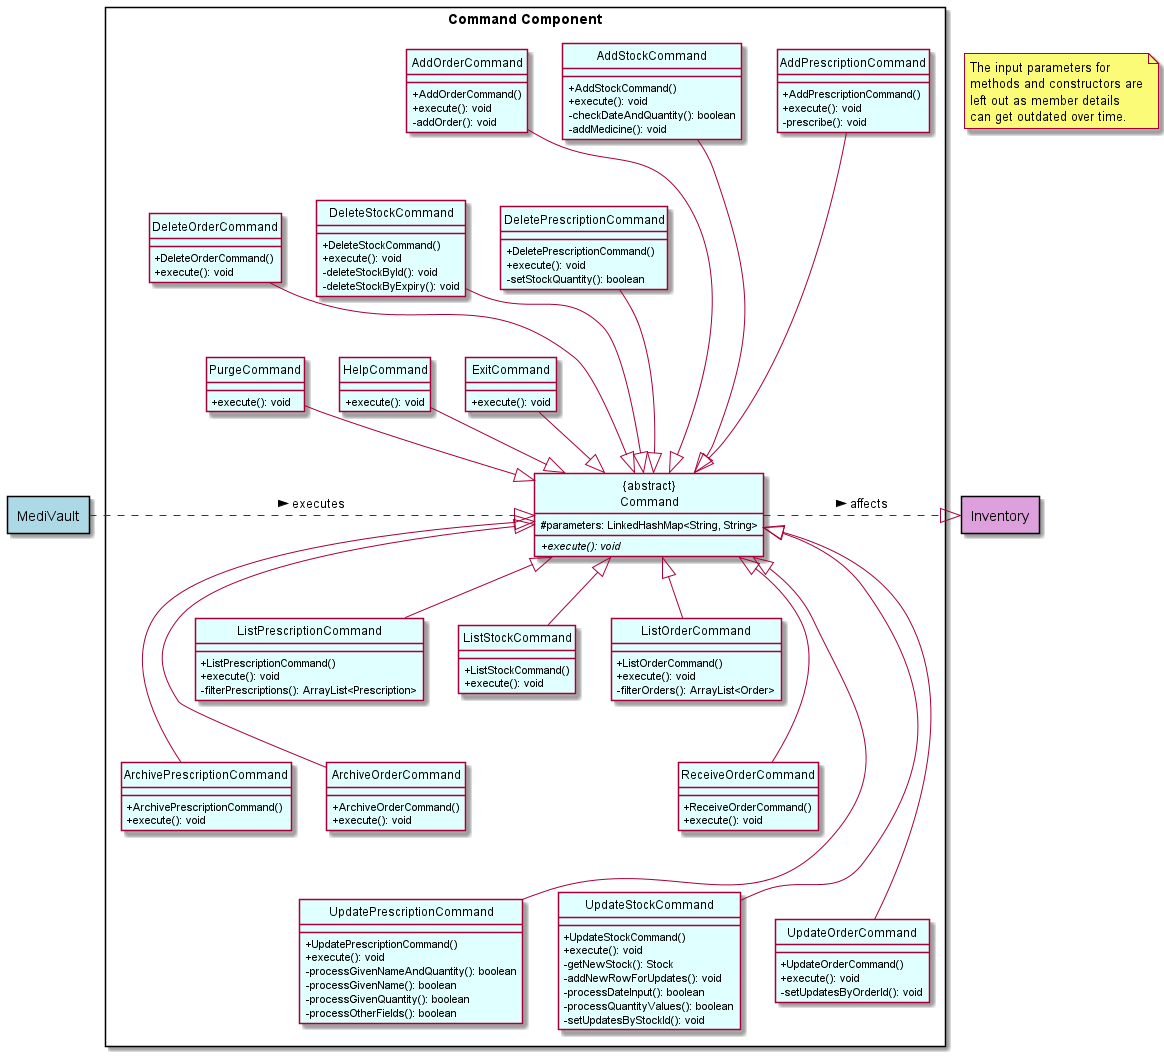 Command Component
AddOrderCommand
+AddOrderCommand()
+execute(): void
-addOrder(): void
AddStockCommand
+AddStockCommand()
+execute(): void
-checkDateAndQuantity(): boolean
-addMedicine(): void
AddPrescriptionCommand
+AddPrescriptionCommand()
+execute(): void
-prescribe(): void
The input parameters for
methods and constructors are
left out as member details
can get outdated over time.
DeleteOrderCommand
+DeleteOrderCommand()
+execute(): void
DeleteStockCommand
+DeleteStockCommand()
+execute(): void
-deleteStockById(): void
-deleteStockByExpiry(): void
DeletePrescriptionCommand
+DeletePrescriptionCommand()
+execute(): void
-setStockQuantity(): boolean
PurgeCommand
+execute(): void
HelpCommand
+execute(): void
ExitCommand
+execute(): void
MediVault
executes
{abstract}
Command
#parameters: LinkedHashMap<String, String>
+execute(): void
affects
Inventory
ListPrescriptionCommand
+ListPrescriptionCommand()
+execute(): void
-filterPrescriptions(): ArrayList<Prescription>
ListStockCommand
+ListStockCommand()
+execute(): void
ListOrderCommand
+ListOrderCommand()
+execute(): void
-filterOrders(): ArrayList<Order>
ArchivePrescriptionCommand
+ArchivePrescriptionCommand()
+execute(): void
ArchiveOrderCommand
+ArchiveOrderCommand()
+execute(): void
ReceiveOrderCommand
+ReceiveOrderCommand()
+execute(): void
UpdatePrescriptionCommand
+UpdatePrescriptionCommand()
+execute(): void
-processGivenNameAndQuantity(): boolean
-processGivenName(): boolean
-processGivenQuantity(): boolean
-processOtherFields(): boolean
UpdateStockCommand
+UpdateStockCommand()
+execute(): void
-getNewStock(): Stock
-addNewRowForUpdates(): void
-processDateInput(): boolean
-processQuantityValues(): boolean
-setUpdatesByStockId(): void
UpdateOrderCommand
+UpdateOrderCommand()
+execute(): void
-setUpdatesByOrderId(): void